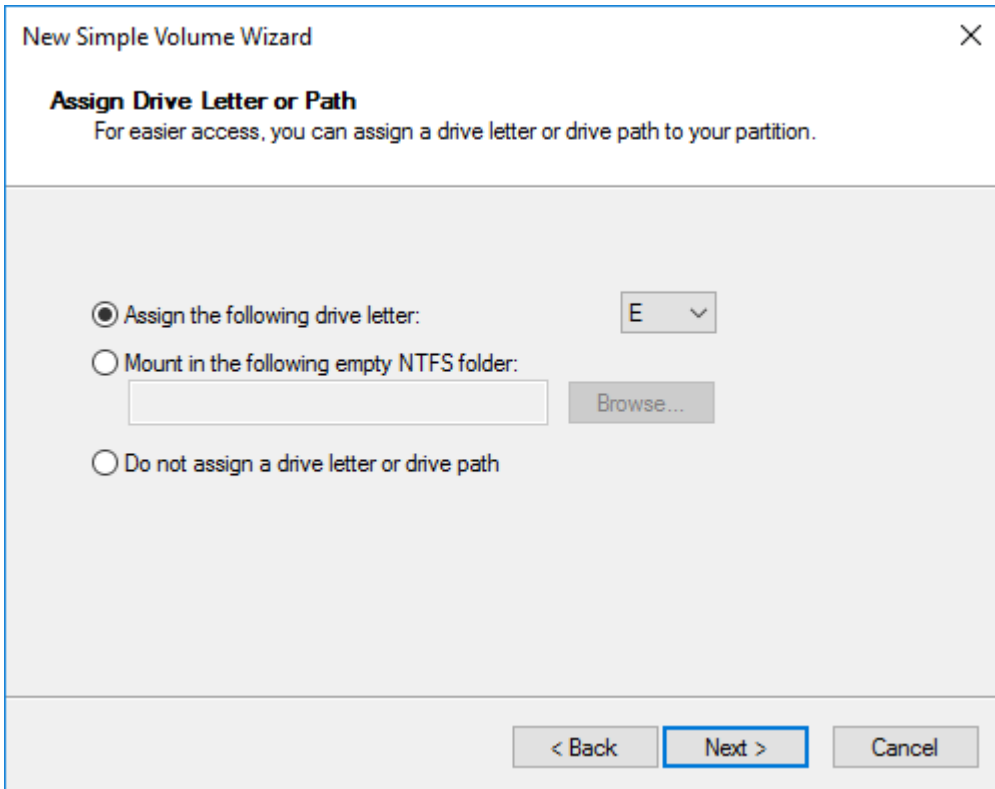 New Simple Volume Wizard
Assign Drive Letter or Path
For easier access, you can assign a drive letter or drive path to your partition.
Assign the following drive letter: E
Mount in the following empty NTFS folder:
Browse...
Do not assign a drive letter or drive path
< Back Next > Cancel